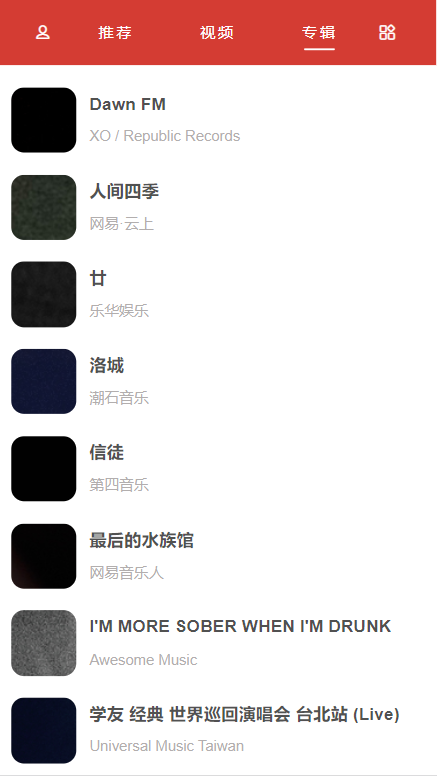 推荐 视频 专辑
Dawn FM
XO / Republic Records
人间四季
网易·云上
廿
乐华娱乐
洛城
潮石音乐
信徒
第四音乐
最后的水族馆
网易音乐人
I'M MORE SOBER WHEN I'M DRUNK
Awesome Music
学友 经典 世界巡回演唱会 台北站 (Live)
Universal Music Taiwan